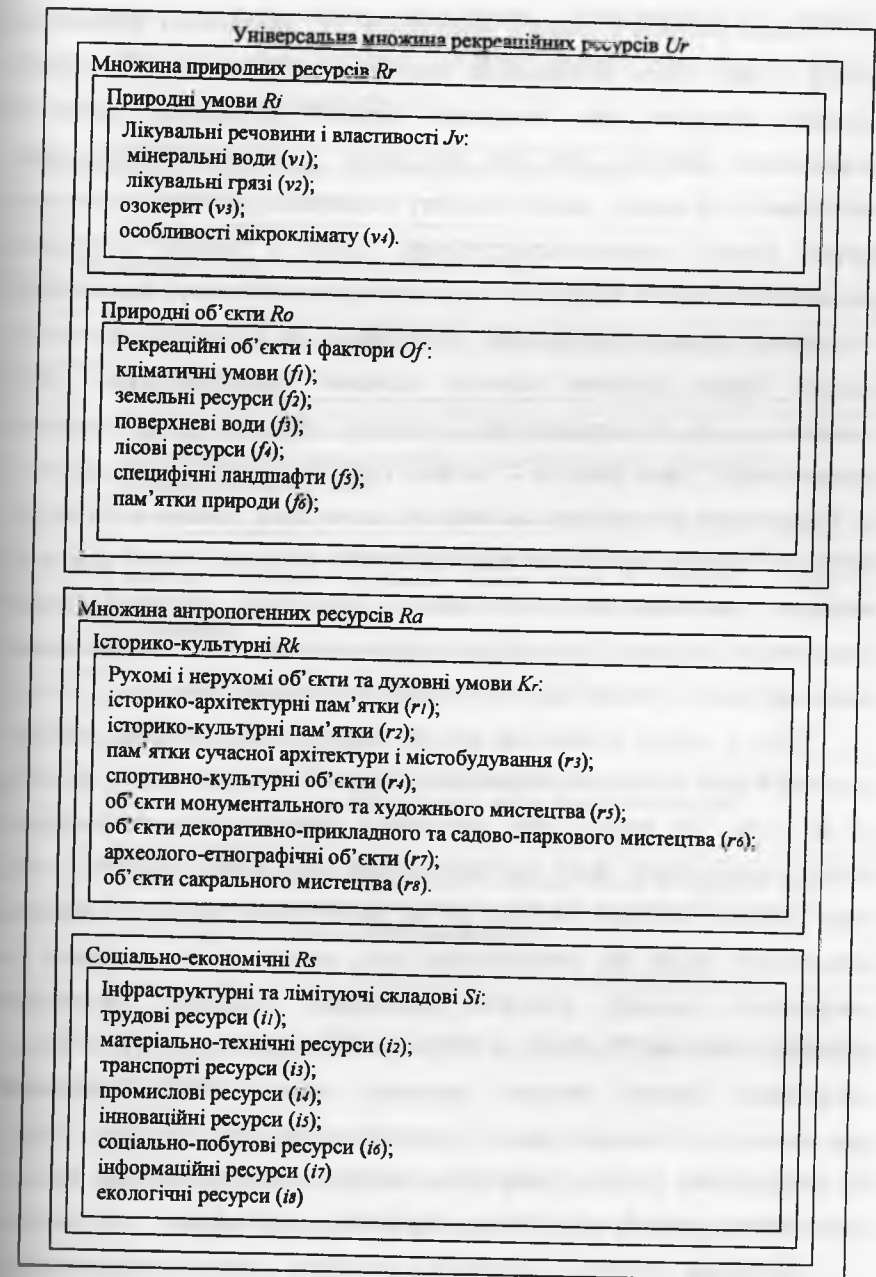 Універсальна множина рекреаційних ресурсів Ur
Множина природних ресурсів Rr
Природні умови Rj
Лікувальні речовини і властивості Jv:
мінеральні води (v1);
лікувальні грязі (v2);
озокерит (v3);
особливості мікроклімату (v4).
Природні об’єкти Ro
Рекреаційні об’єкти і фактори Of:
кліматичні умови (f1);
земельні ресурси (f2);
поверхневі води (f3);
лісові ресурси (f4);
специфічні ландшафти (f5);
пам’ятки природи (f6);
Множина антропогенних ресурсів Ra
Історико-культурні Rk
Рухомі і нерухомі об’єкти та духовні умови Kr:
історико-архітектурні пам’ятки (r1);
історико-культурні пам’ятки (r2);
пам’ятки сучасної архітектури і містобудування (r3);
спортивно-культурні об’єкти (r4);
об’єкти монументального та художнього мистецтва (r5);
об’єкти декоративно-прикладного та садово-паркового мистецтва (r6);
археолого-етнографічні об’єкти (r7);
об’єкти сакрального мистецтва (r8).
Соціально-економічні Rs
Інфраструктурні та лімітуючі складові Si:
трудові ресурси (i1);
матеріально-технічні ресурси (i2);
транспорті ресурси (i3);
промислові ресурси (i4);
інноваційні ресурси (i5);
соціально-побутові ресурси (i6);
інформаційні ресурси (i7)
екологічні ресурси (i8)